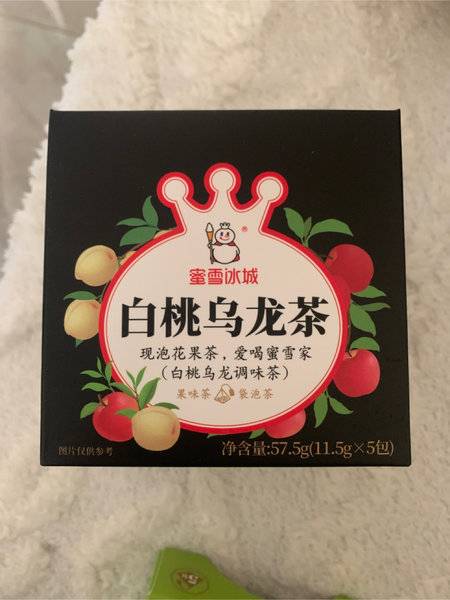 ®
蜜雪冰城
白桃乌龙茶
现泡花果茶，爱喝蜜雪家
（白桃乌龙调味茶）
果味茶 袋泡茶
图片仅供参考
净含量:57.5g(11.5g×5包)